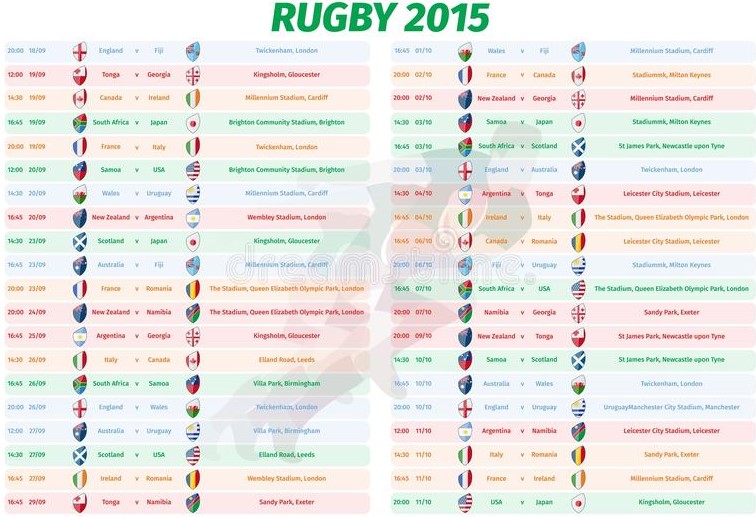 RUGBY 2015
20:00 18/09 England v Fiji Twickenham, London
12:00 19/09 Tonga v Georgia Kingsholm, Gloucester
14:30 19/09 Canada v Ireland Millennium Stadium, Cardiff
16:45 19/09 South Africa v Japan Brighton Community Stadium, Brighton
20:00 19/09 France v Italy Twickenham, London
12:00 20/09 Samoa v USA Brighton Community Stadium, Brighton
14:30 20/09 Wales v Uruguay Millennium Stadium, Cardiff
16:45 20/09 New Zealand v Argentina Wembley Stadium, London
14:30 23/09 Scotland v Japan Kingsholm, Gloucester
16:45 23/09 Australia v Fiji Millennium Stadium, Cardiff
20:00 23/09 France v Romania The Stadium, Queen Elizabeth Olympic Park, London
20:00 24/09 New Zealand v Namibia The Stadium, Queen Elizabeth Olympic Park, London
16:45 25/09 Argentina v Georgia Kingsholm, Gloucester
14:30 26/09 Italy v Canada Elland Road, Leeds
16:45 26/09 South Africa v Samoa Villa Park, Birmingham
20:00 26/09 England v Wales Twickenham, London
12:00 27/09 Australia v Uruguay Villa Park, Birmingham
14:30 27/09 Scotland v USA Elland Road, Leeds
16:45 27/09 Ireland v Romania Wembley Stadium, London
16:45 29/09 Tonga v Namibia Sandy Park, Exeter
16:45 01/10 Wales v Fiji Millennium Stadium, Cardiff
20:00 02/10 France v Canada Stadiummk, Milton Keynes
20:00 02/10 New Zealand v Georgia Millennium Stadium, Cardiff
14:30 03/10 Samoa v Japan Stadiummk, Milton Keynes
16:45 03/10 South Africa v Scotland St James Park, Newcastle upon Tyne
20:00 03/10 England v Australia Twickenham, London
14:30 04/10 Argentina v Tonga Leicester City Stadium, Leicester
16:45 04/10 Ireland v Italy The Stadium, Queen Elizabeth Olympic Park, London
16:45 06/10 Canada v Romania Leicester City Stadium, Leicester
20:00 06/10 Fiji v Uruguay Stadiummk, Milton Keynes
16:45 07/10 South Africa v USA The Stadium, Queen Elizabeth Olympic Park, London
20:00 07/10 Namibia v Georgia Sandy Park, Exeter
20:00 09/10 New Zealand v Tonga St James Park, Newcastle upon Tyne
14:30 10/10 Samoa v Scotland St James Park, Newcastle upon Tyne
16:45 10/10 Australia v Wales Twickenham, London
20:00 10/10 England v Uruguay UruguayManchester City Stadium, Manchester
12:00 11/10 Argentina v Namibia Leicester City Stadium, Leicester
14:30 11/10 Italy v Romania Sandy Park, Exeter
16:45 11/10 France v Ireland Millennium Stadium, Cardiff
20:00 11/10 USA v Japan Kingsholm, Gloucester
dreamstime